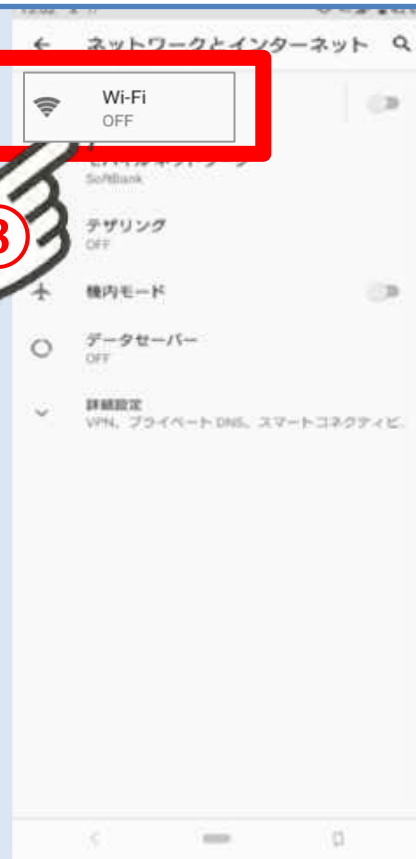 ネットワークとインターネット
Wi-Fi
OFF
SoftBank
テザリング
OFF
3
機内モード
データセーバー
OFF
詳細設定
VPN、プライベート DNS、スマートコネクティビ